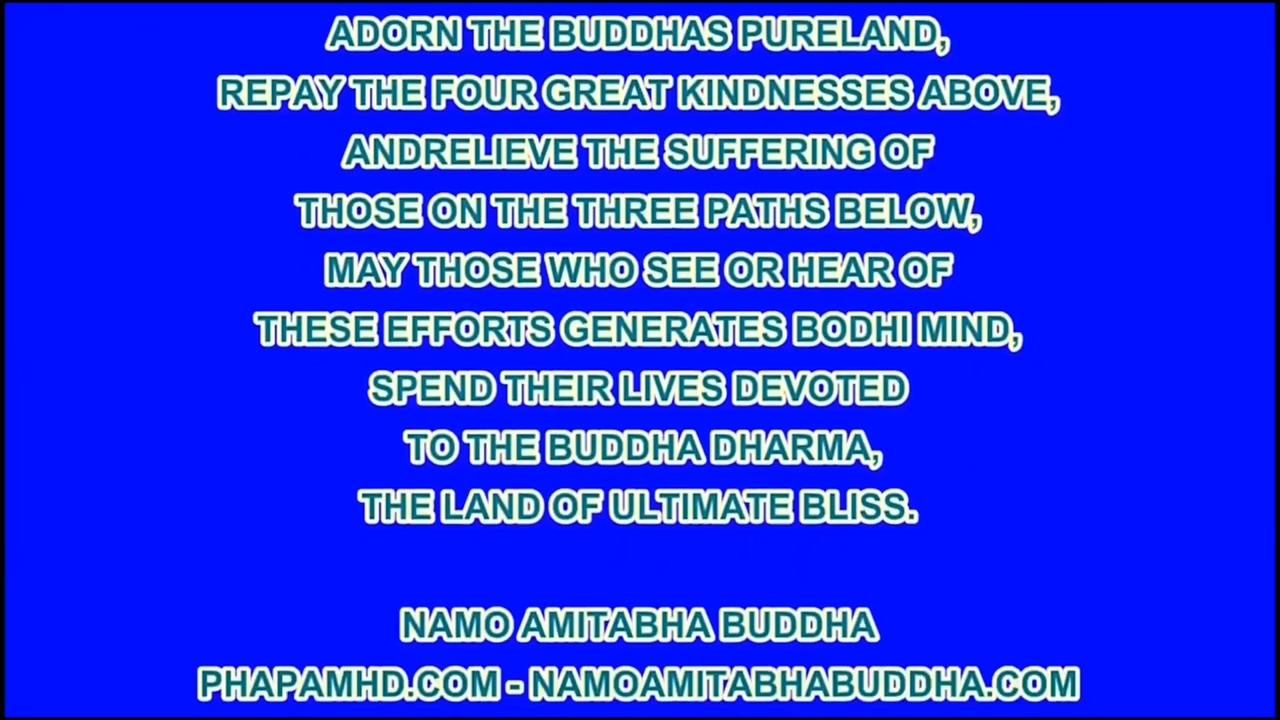 ADORN THE BUDDHAS PURELAND,
REPAY THE FOUR GREAT KINDNESSES ABOVE,
ANDRELIEVE THE SUFFERING OF
THOSE ON THE THREE PATHS BELOW,
MAY THOSE WHO SEE OR HEAR OF
THESE EFFORTS GENERATES BODHI MIND,
SPEND THEIR LIVES DEVOTED
TO THE BUDDHA DHARMA,
THE LAND OF ULTIMATE BLISS.
NAMO AMITABHA BUDDHA
PHAPAMHD.COM - NAMOAMITABHABUDDHA.COM